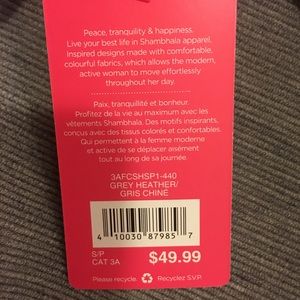 Peace, tranquility & happiness.
Live your best life in Shambhala apparel,
inspired designs made with comfortable,
colourful fabrics, which allows the modern,
active woman to move effortlessly
throughout her day.
Paix, tranquillité et bonheur.
Profitez de la vie au maximum avec les
vêtements Shambhala. Des motifs inspirants,
conçus avec des tissus colorés et confortables.
Qui permettent à la femme moderne
et active de se déplacer aisément
tout au long de sa journée.
3AFCSHSP1-440
GREY HEATHER/
GRIS CHINÉ
4 10030 87985 7
S/P
CAT 3A
$49.99
Please recycle.
Recyclez S.V.P.